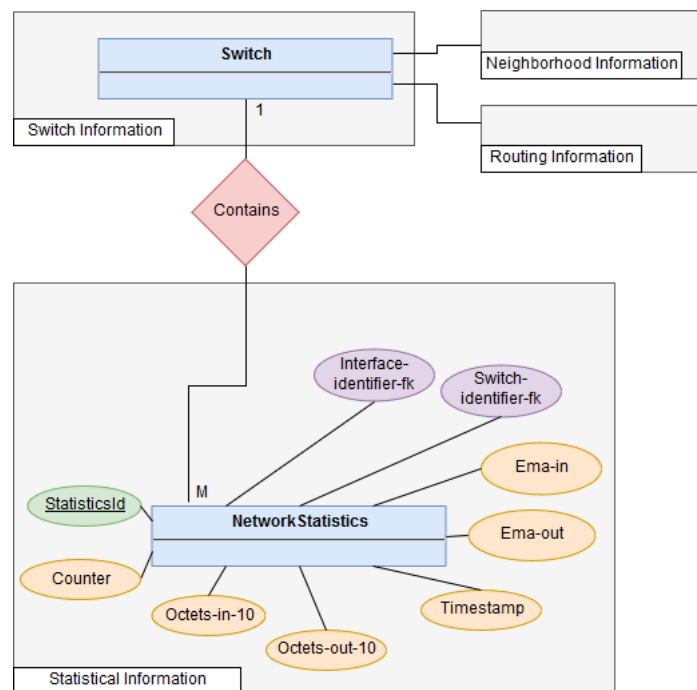 Switch
Neighborhood Information
Switch Information
1
Routing Information
Contains
Interface-
identifier-fk
Switch-
identifier-fk
Ema-in
StatisticsId
M
NetworkStatistics
Ema-out
Counter
Octets-in-10
Timestamp
Octets-out-10
Statistical Information